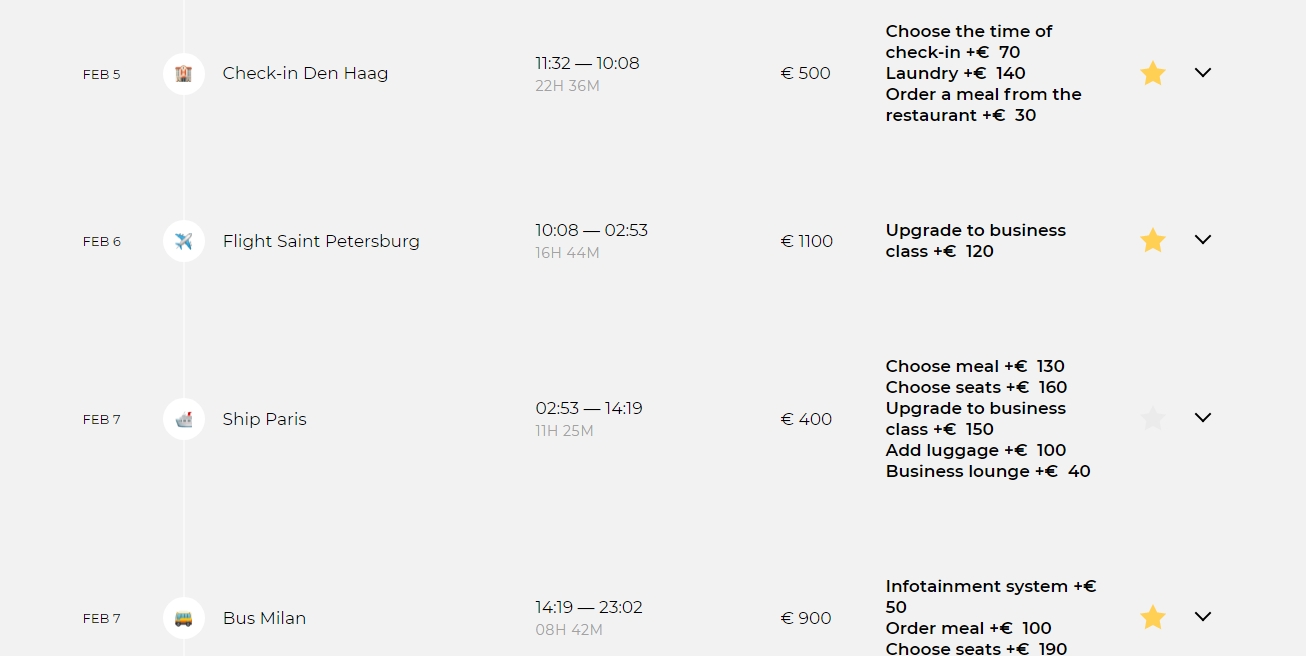 FEB 5
Check-in Den Haag
11:32 — 10:08
22H 36M
€ 500
Choose the time of
check-in +€ 70
Laundry +€ 140
Order a meal from the
restaurant +€ 30
FEB 6
Flight Saint Petersburg
10:08 — 02:53
16H 44M
€ 1100
Upgrade to business
class +€ 120
FEB 7
Ship Paris
02:53 — 14:19
11H 25M
€ 400
Choose meal +€ 130
Choose seats +€ 160
Upgrade to business
class +€ 150
Add luggage +€ 100
Business lounge +€ 40
FEB 7
Bus Milan
14:19 — 23:02
08H 42M
€ 900
Infotainment system +€
50
Order meal +€ 100
Choose seats +€ 190